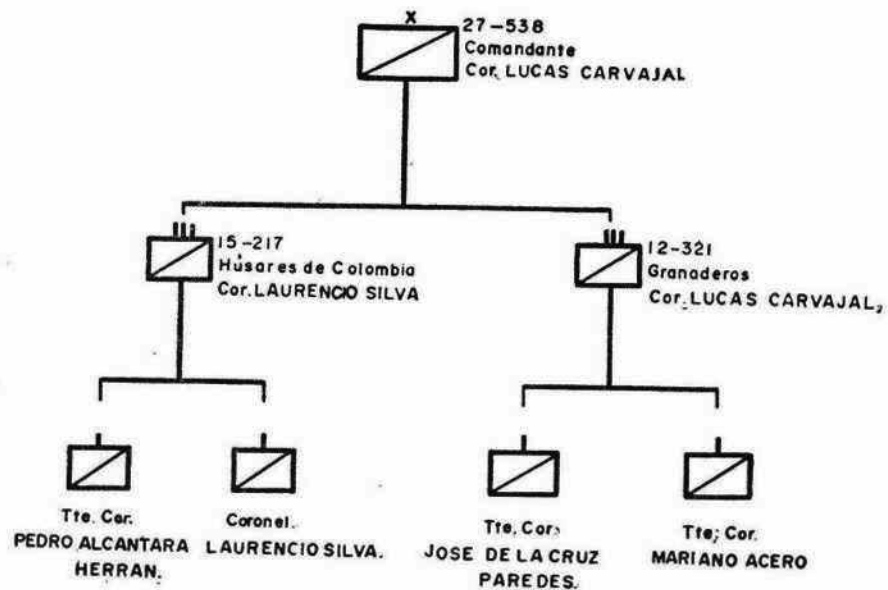 X
27-538
Comandante
Cor. LUCAS CARVAJAL
III
15-217
Húsares de Colombia
Cor. LAURENCIO SILVA
III
12-321
Granaderos
Cor. LUCAS CARVAJAL,
I
Tte. Cor.
PEDRO ALCANTARA
HERRAN.
I
Coronel.
LAURENCIO SILVA.
I
Tte. Cor.
JOSE DE LA CRUZ
PAREDES.
I
Tte; Cor.
MARIANO ACERO